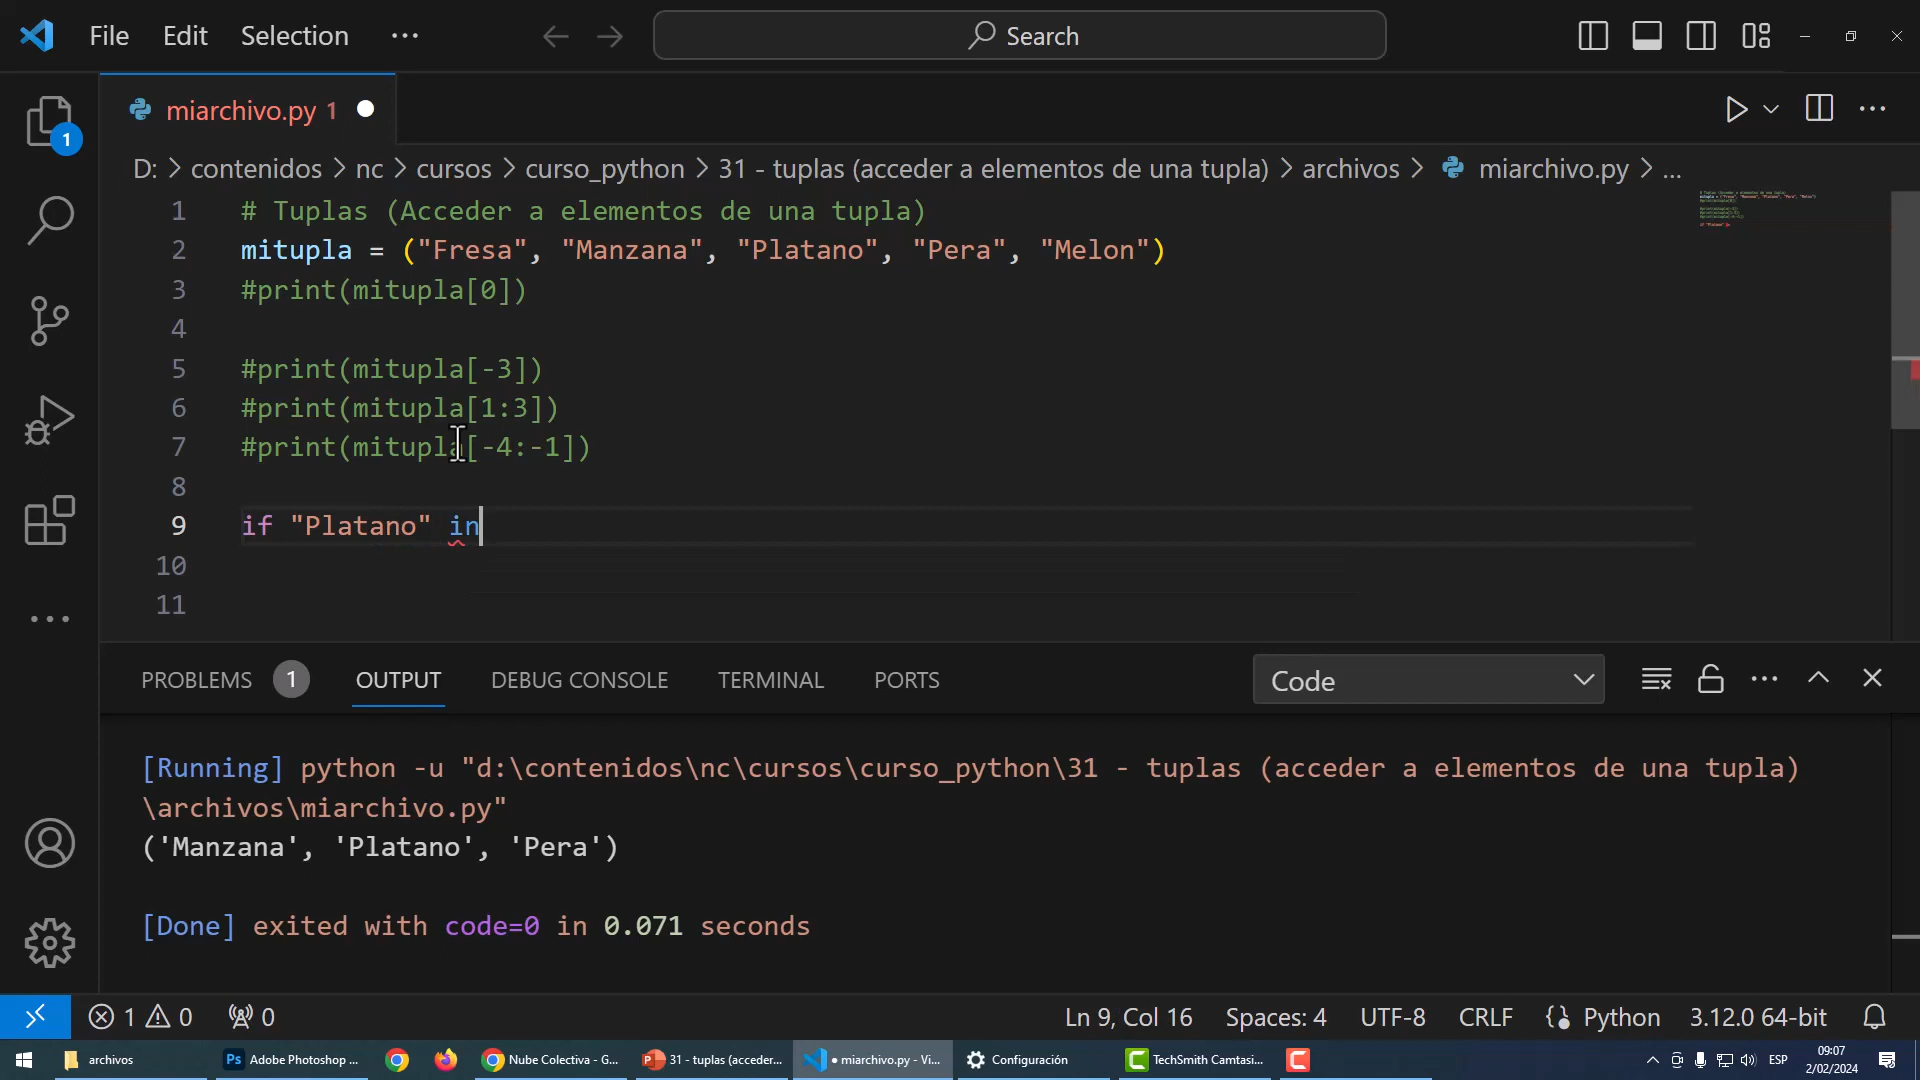 File Edit Selection ··· Search
miarchivo.py 1
D: > contenidos > nc > cursos > curso_python > 31 - tuplas (acceder a elementos de una tupla) > archivos > miarchivo.py > ...
1 # Tuplas (Acceder a elementos de una tupla)
2 mitupla = ("Fresa", "Manzana", "Platano", "Pera", "Melon")
3 #print(mitupla[0])
4
5 #print(mitupla[-3])
6 #print(mitupla[1:3])
7 #print(mitupla[-4:-1])
8
9 if "Platano" in
10
11
1
PROBLEMS 1 OUTPUT DEBUG CONSOLE TERMINAL PORTS Code
[Running] python -u "d:\contenidos\nc\cursos\curso_python\31 - tuplas (acceder a elementos de una tupla)
\archivos\miarchivo.py"
('Manzana', 'Platano', 'Pera')
[Done] exited with code=0 in 0.071 seconds
1 0 0 Ln 9, Col 16 Spaces: 4 UTF-8 CRLF Python 3.12.0 64-bit
archivos Ps Adobe Photoshop ... Nube Colectiva - G... 31 - tuplas (acceder... ● miarchivo.py - Vi... Configuración TechSmith Camtasi... ESP 09:07
2/02/2024